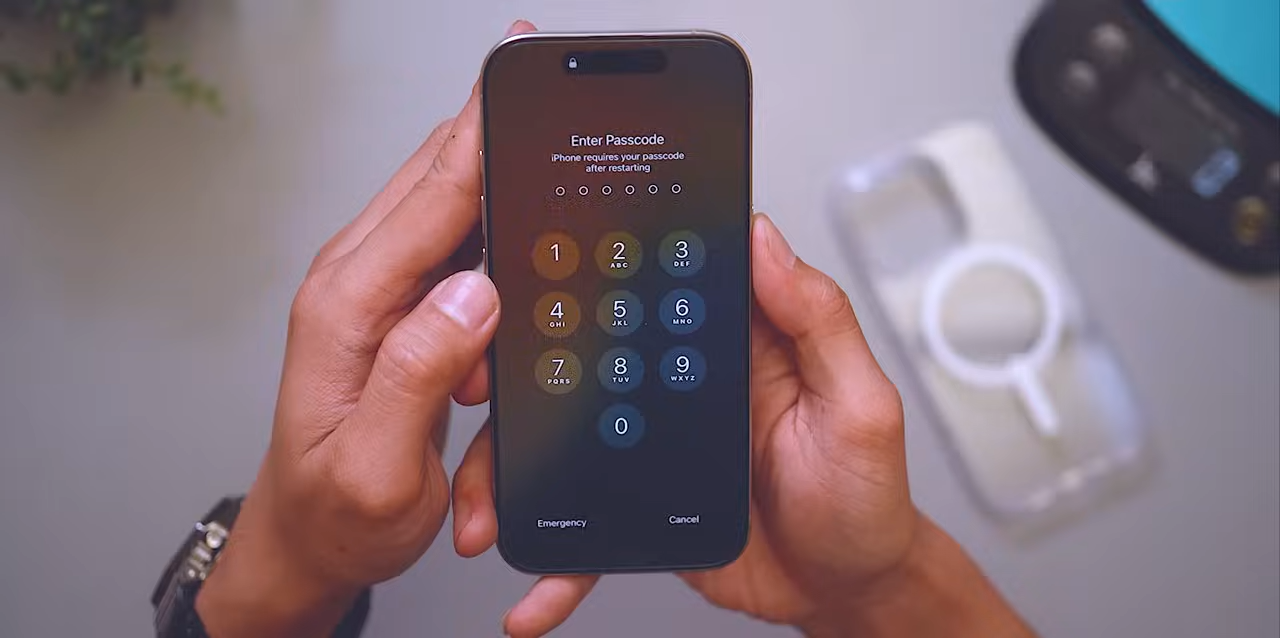 Enter Passcode
iPhone requires your passcode
after restarting
1
2
ABC
3
DEF
4
GHI
5
JKL
6
MNO
7
PQRS
8
TUV
9
WXYZ
0
Emergency
Cancel